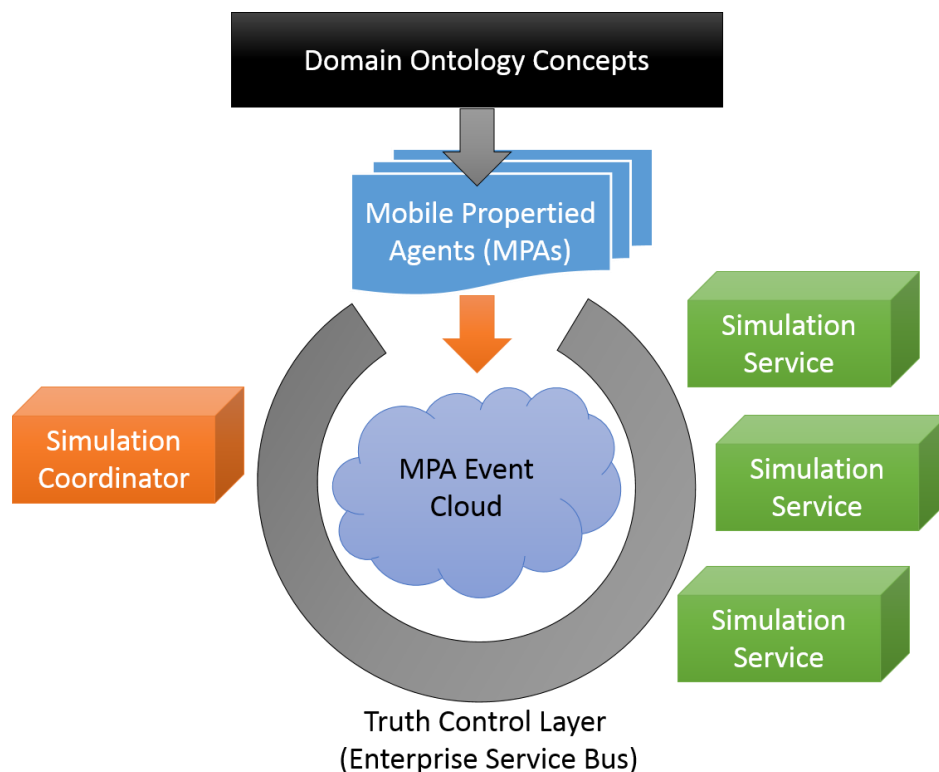 Domain Ontology Concepts
Mobile Propertied
Agents (MPAs)
Simulation
Service
Simulation
Coordinator
MPA Event
Cloud
Simulation
Service
Simulation
Service
Truth Control Layer
(Enterprise Service Bus)